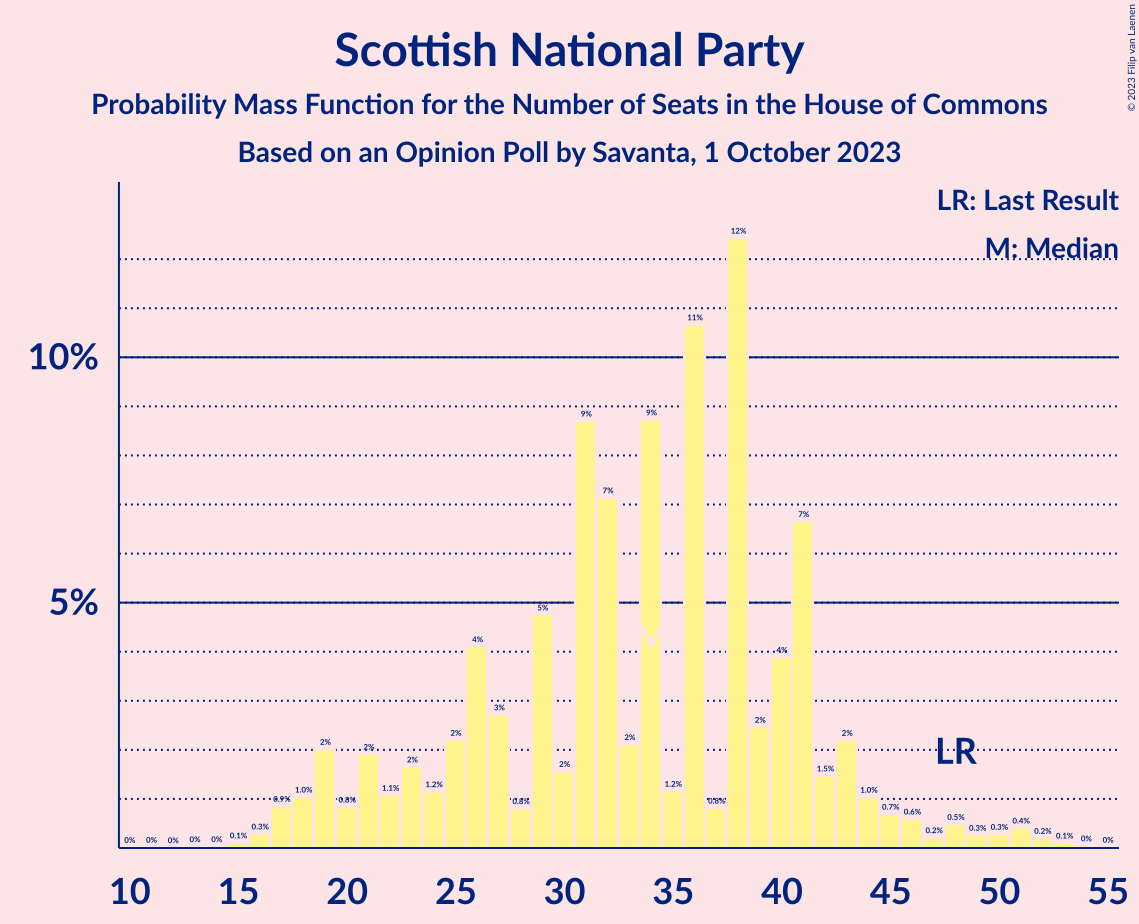 Scottish National Party
Probability Mass Function for the Number of Seats in the House of Commons
Based on an Opinion Poll by Savanta, 1 October 2023
© 2023 Filip van Laenen
LR: Last Result
M: Median
10%
5%
0% 0% 0% 0% 0% 0.1% 0.3% 0.9% 1.0% 2% 0.8% 2% 1.1% 2% 1.2% 2% 4% 3% 0.8% 5% 2% 9% 7% 2% 9% 1.2% 11% 0.8% 12% 2% 4% 7% 1.5% 2% 1.0% 0.7% 0.6% 0.2% 0.5% 0.3% 0.3% 0.4% 0.2% 0.1% 0% 0%
M
LR
10 15 20 25 30 35 40 45 50 55